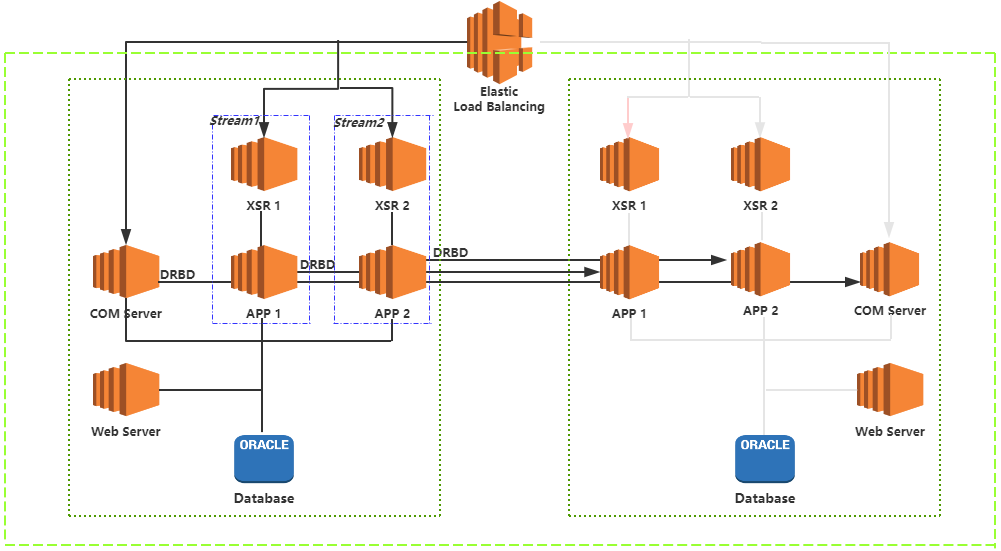 Elastic
Load Balancing
Stream1
Stream2
XSR 1
XSR 2
XSR 1
XSR 2
DRBD
DRBD
DRBD
COM Server
APP 1
APP 2
APP 1
APP 2
COM Server
Web Server
Web Server
ORACLE
ORACLE
Database
Database